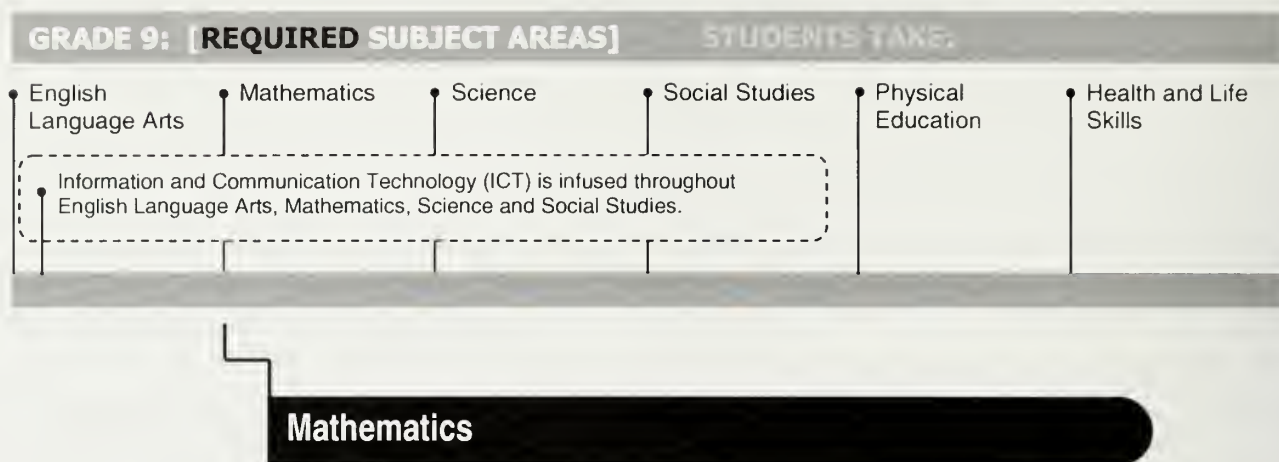 GRADE 9: [REQUIRED SUBJECT AREAS] STUDENTS TAKE:
English Language Arts
Mathematics
Science
Social Studies
Physical Education
Health and Life Skills
Information and Communication Technology (ICT) is infused throughout
English Language Arts, Mathematics, Science and Social Studies.
Mathematics